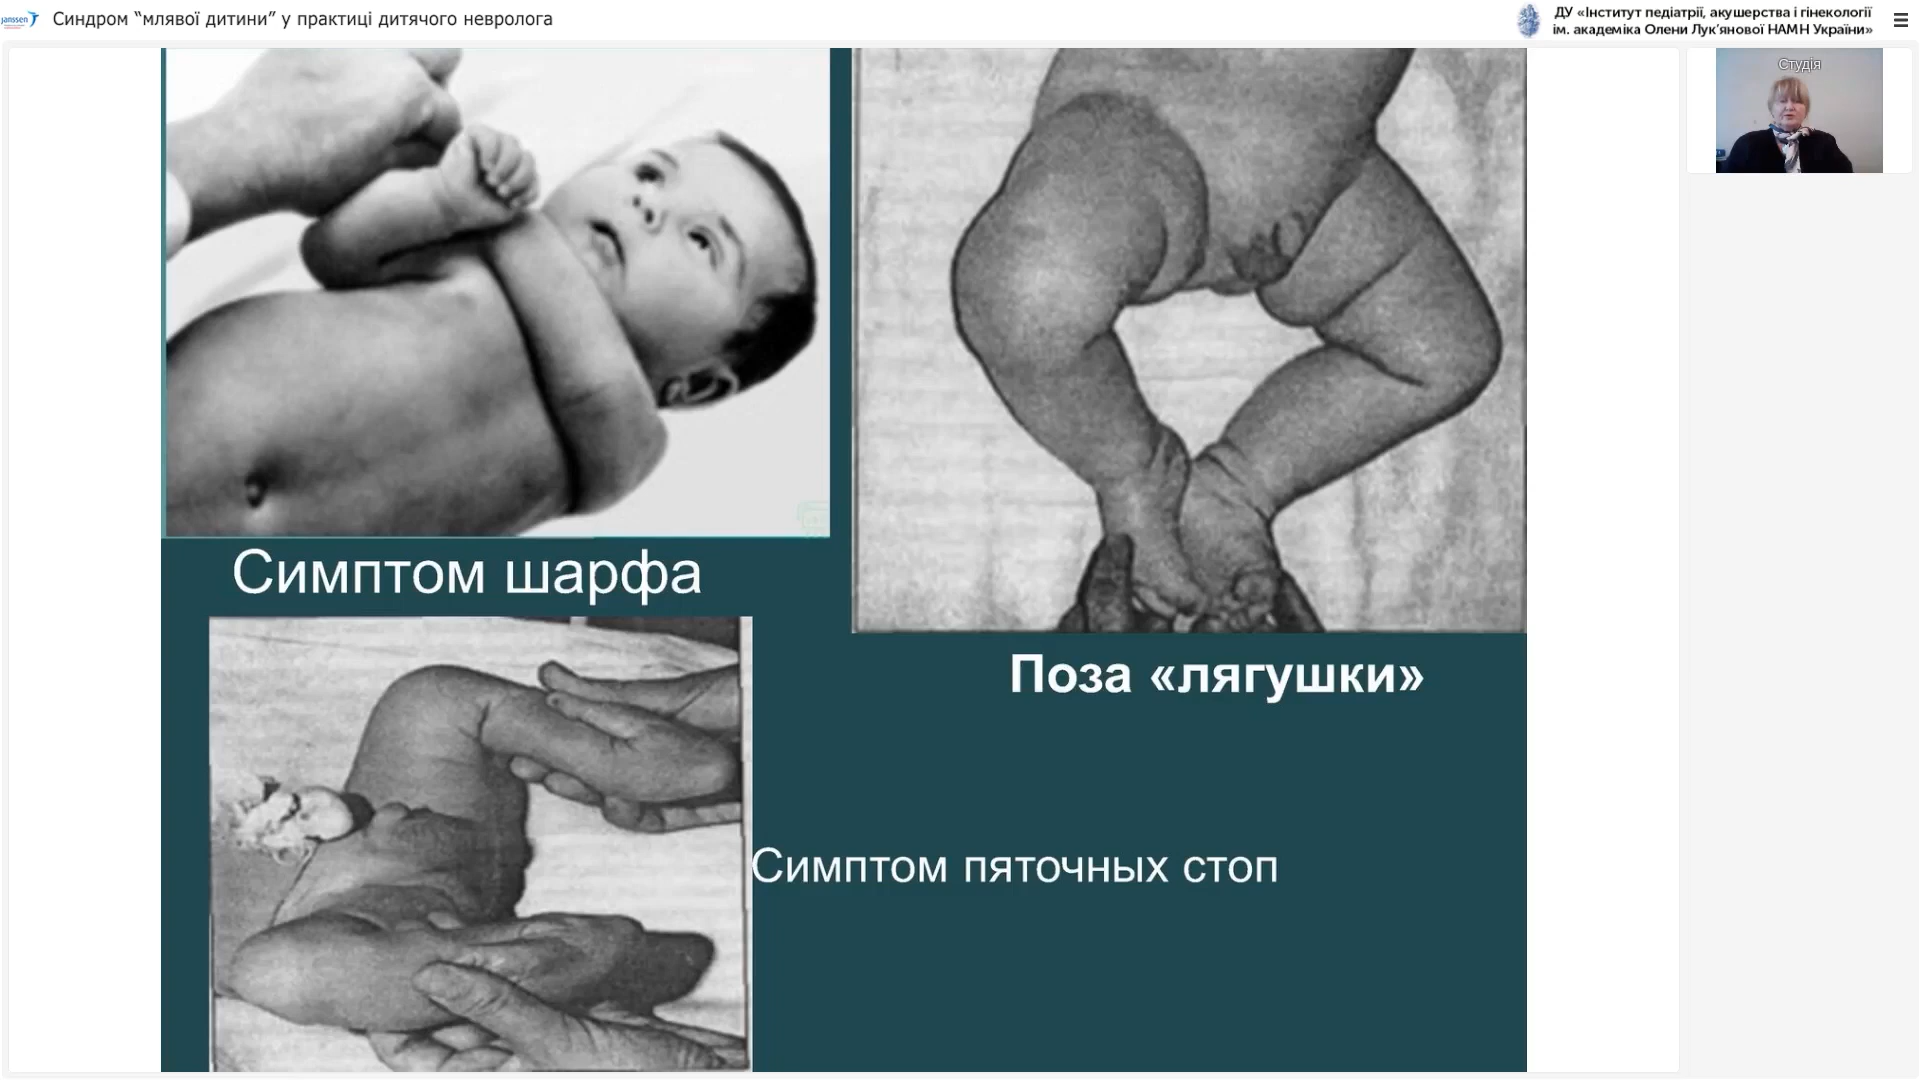 janssen
Синдром “млявої дитини” у практиці дитячого невролога
ДУ «Інститут педіатрії, акушерства і гінекології
ім. академіка Олени Лук’янової НАМН України»
Студія
Симптом шарфа
Поза «лягушки»
Симптом пяточных стоп